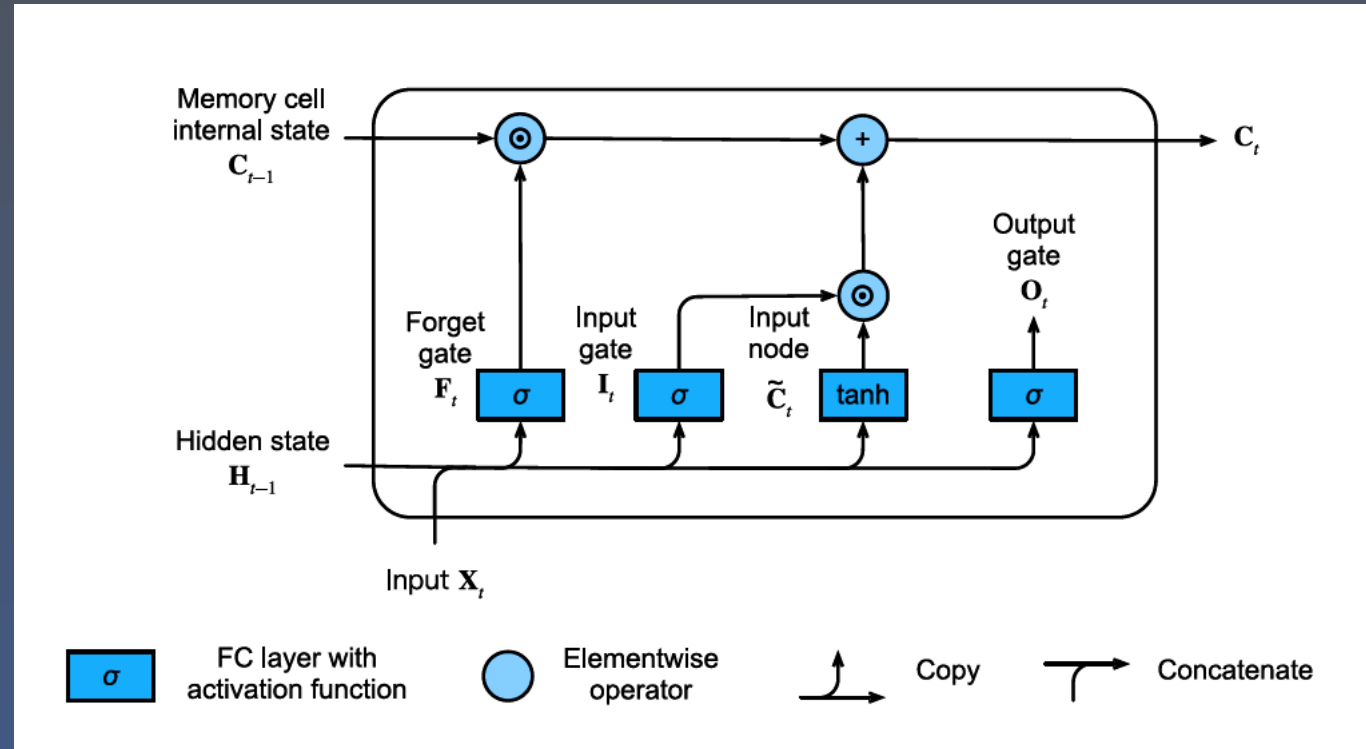 Memory cell
internal state
C_{t−1}
⊙
+
C_t
Output
gate
O_t
⊙
Forget
gate
F_t
σ
Input
gate
I_t
σ
Input
node
C̃_t
tanh
σ
Hidden state
H_{t−1}
Input X_t
σ
FC layer with
activation function
Elementwise
operator
Copy
Concatenate